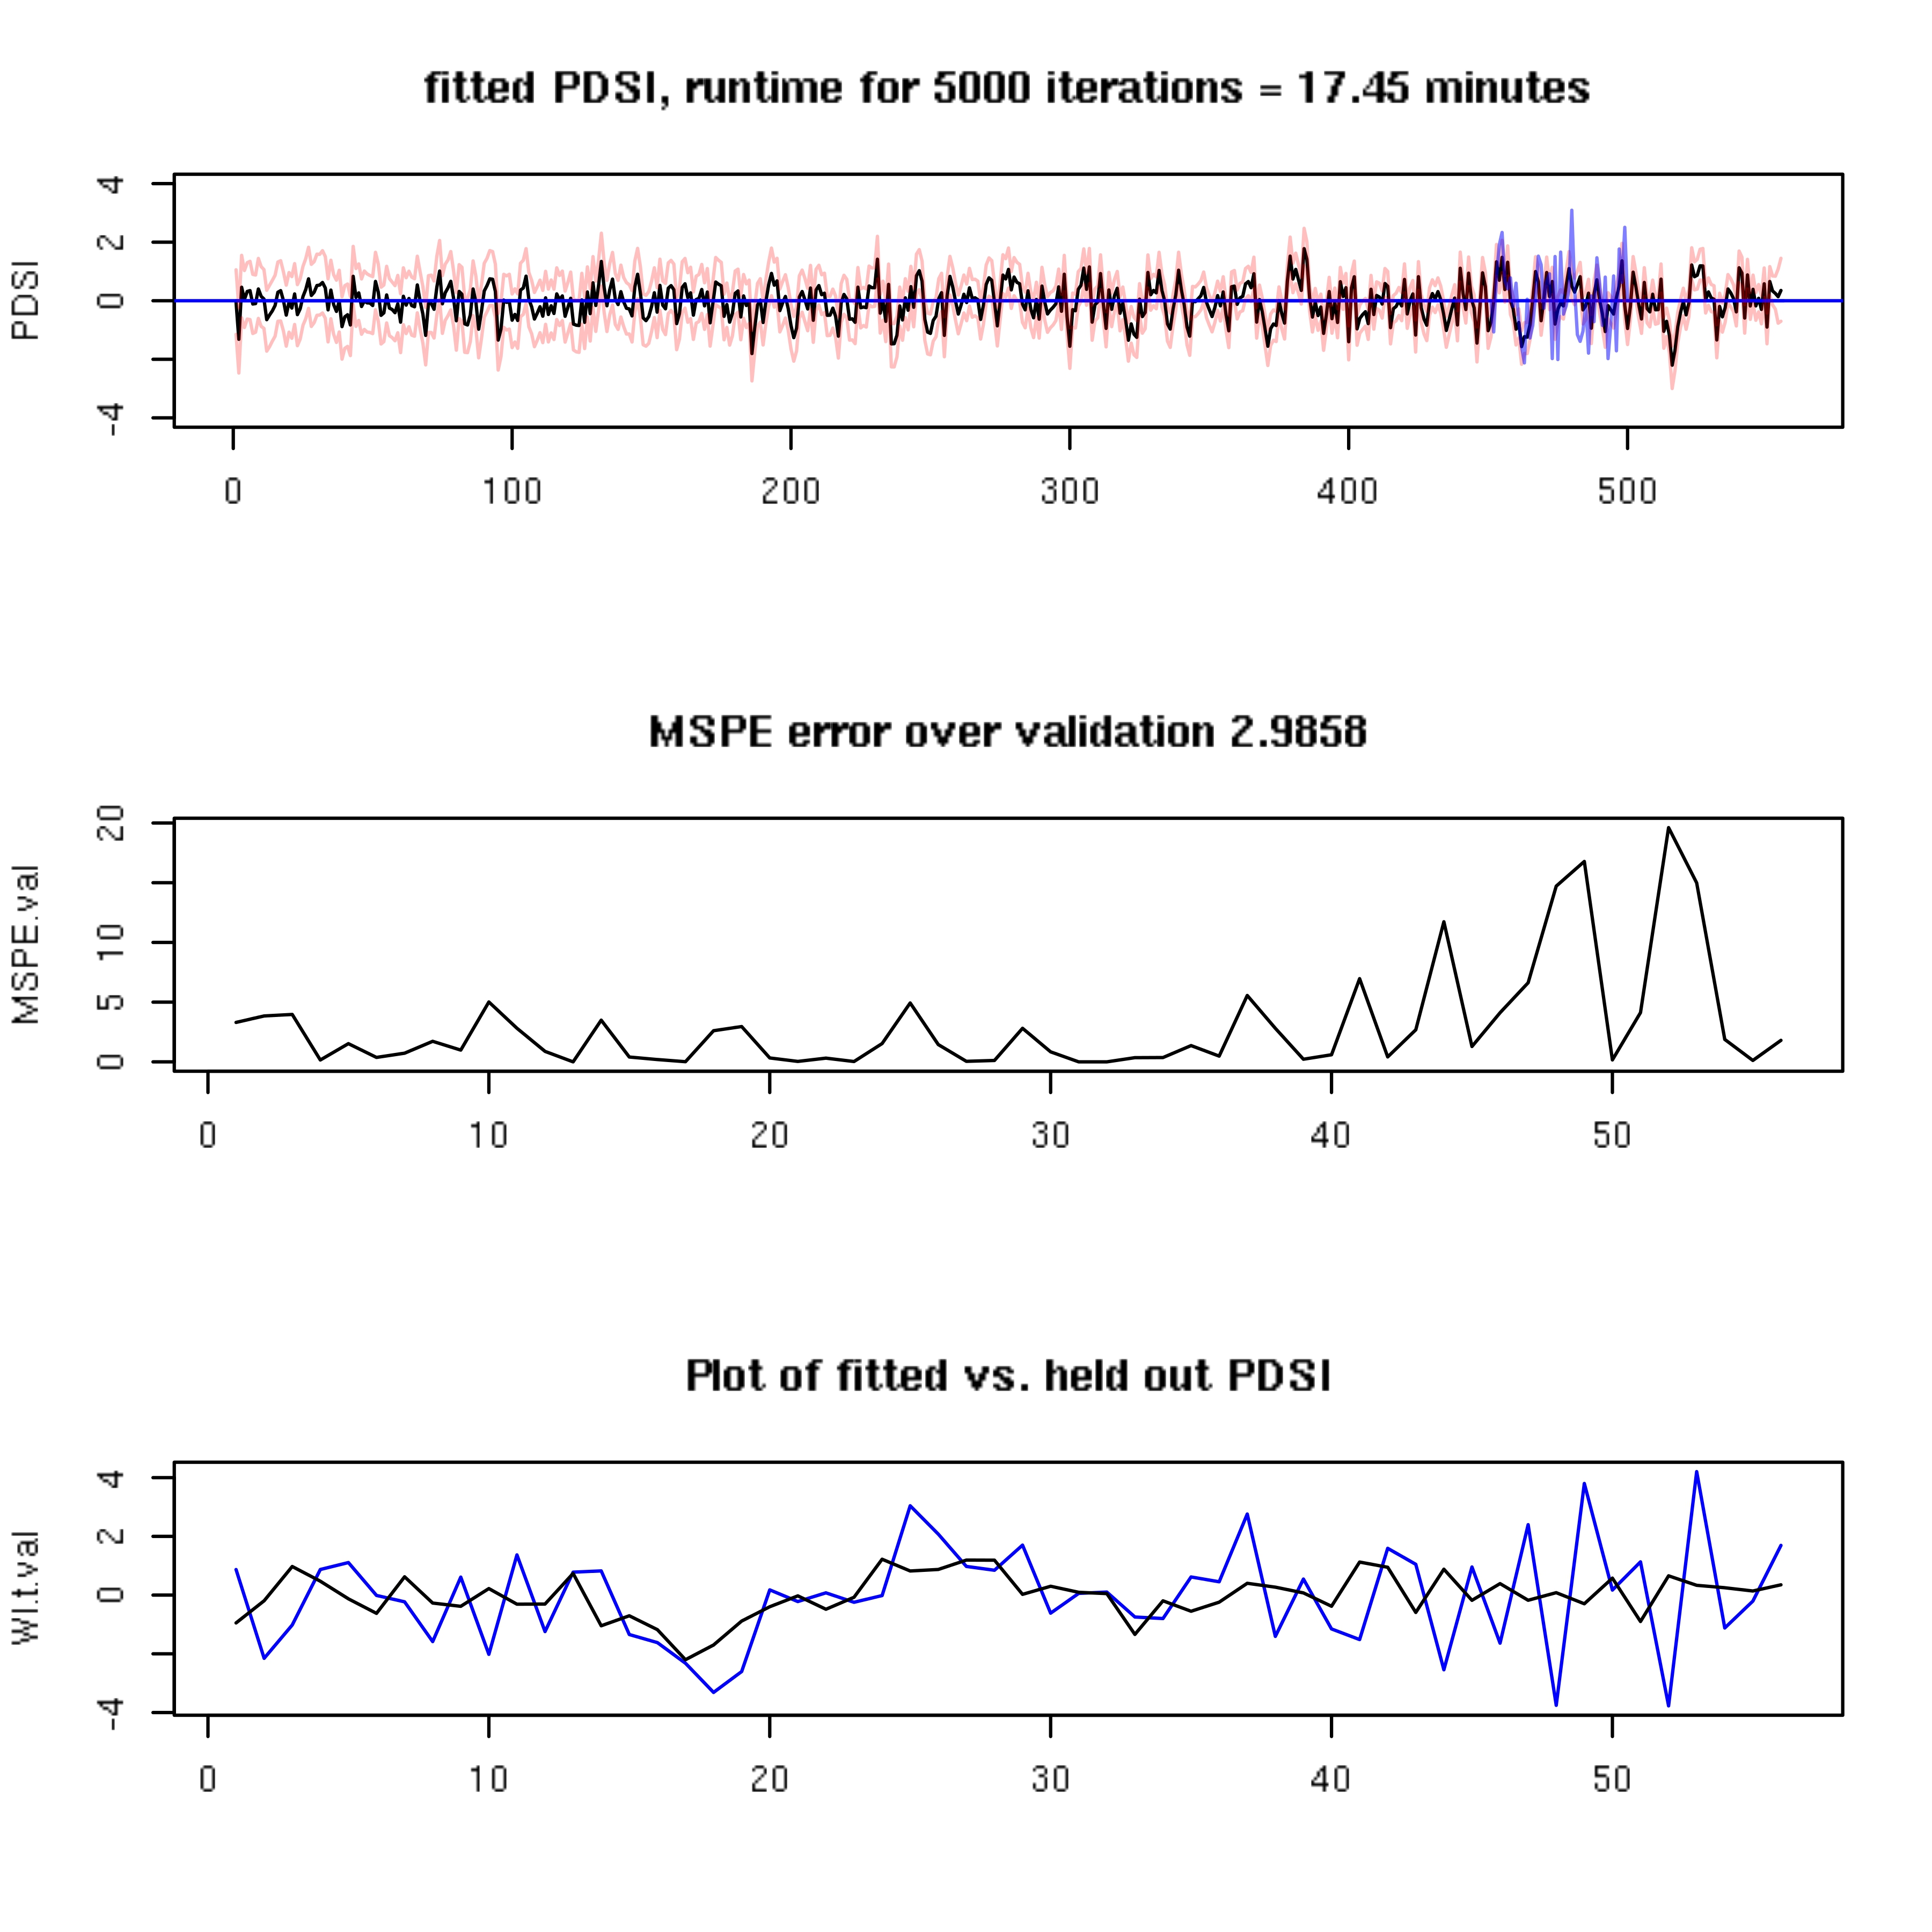 fitted PDSI, runtime for 5000 iterations = 17.45 minutes
PDSI
4
2
0
-4
0 100 200 300 400 500
MSPE error over validation 2.9858
MSPE.val
20
10
5
0
0 10 20 30 40 50
Plot of fitted vs. held out PDSI
WI.t.val
4
2
0
-4
0 10 20 30 40 50